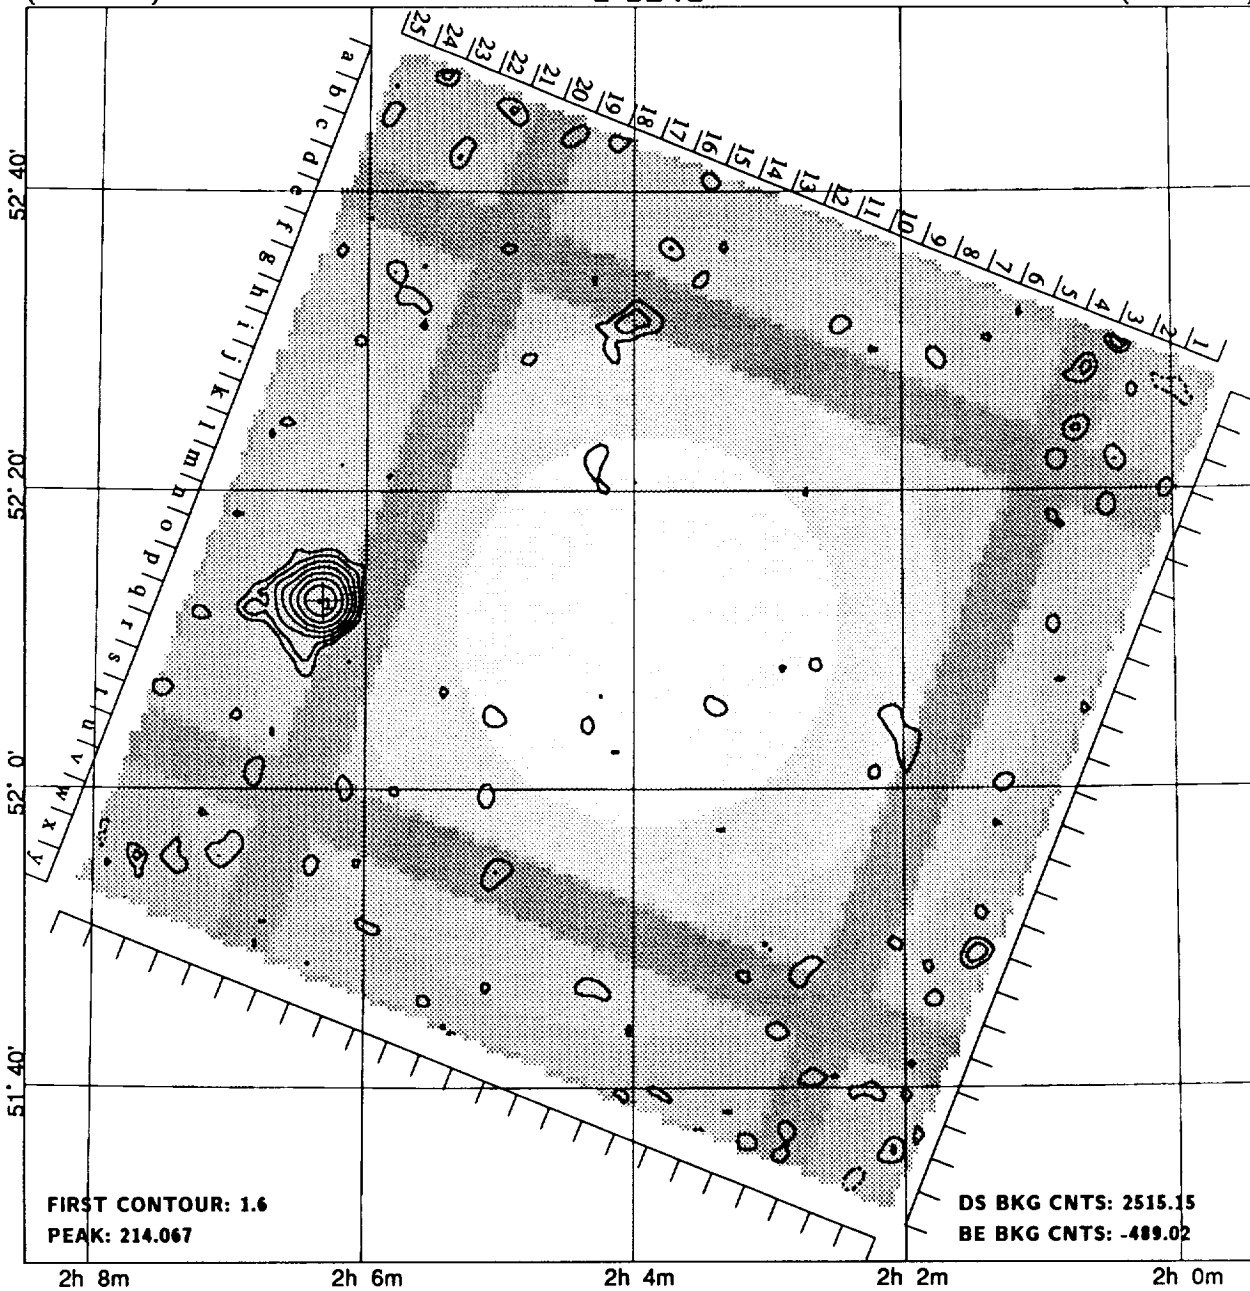 25 24 23 22 21 20 19 18 17 16 15 14 13 12 11 10 9 8 7 6 5 4 3 2 1
a b c d e f g h i j k l m n o p q r s t u v w x y
52° 40'
52° 20'
52° 0'
51° 40'
FIRST CONTOUR: 1.6
PEAK: 214.067
DS BKG CNTS: 2515.15
BE BKG CNTS: -489.02
2h 8m 2h 6m 2h 4m 2h 2m 2h 0m